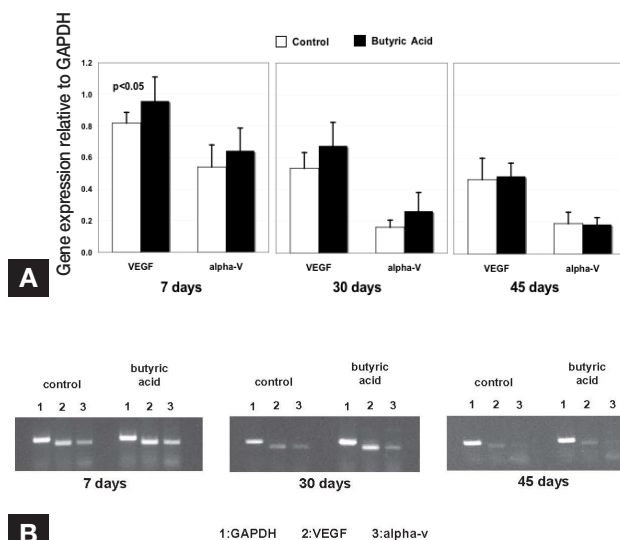 Control Butyric Acid
Gene expression relative to GAPDH
1.2
1.0
0.8
0.6
0.4
0.2
0.0
p<0.05
VEGF alpha-V VEGF alpha-V VEGF alpha-V
7 days 30 days 45 days
A
control butyric acid control butyric acid control butyric acid
1 2 3 1 2 3 1 2 3 1 2 3 1 2 3 1 2 3
7 days 30 days 45 days
B
1:GAPDH 2:VEGF 3:alpha-v